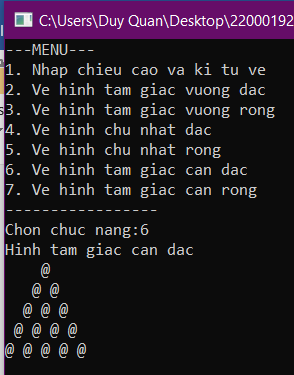 C:\Users\Duy Quan\Desktop\22000192
---MENU---
1. Nhap chieu cao va ki tu ve
2. Ve hinh tam giac vuong dac
3. Ve hinh tam giac vuong rong
4. Ve hinh chu nhat dac
5. Ve hinh chu nhat rong
6. Ve hinh tam giac can dac
7. Ve hinh tam giac can rong
-----------------
Chon chuc nang:6
Hinh tam giac can dac
    @
   @ @
  @ @ @
 @ @ @ @
@ @ @ @ @